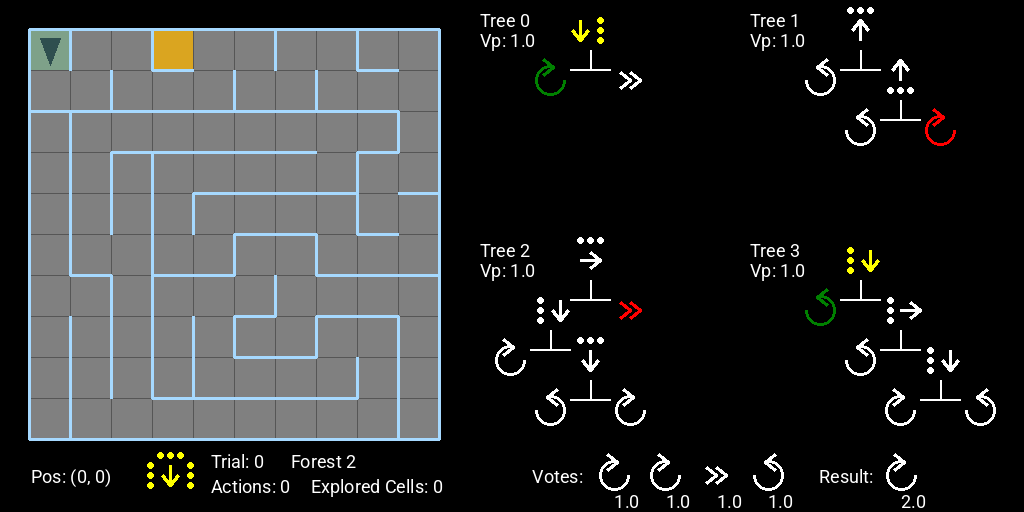 Tree 0
Vp: 1.0
Tree 1
Vp: 1.0
Tree 2
Vp: 1.0
Tree 3
Vp: 1.0
Pos: (0, 0)
Trial: 0 Forest 2
Actions: 0 Explored Cells: 0
Votes:
1.0 1.0 1.0 1.0
Result:
2.0